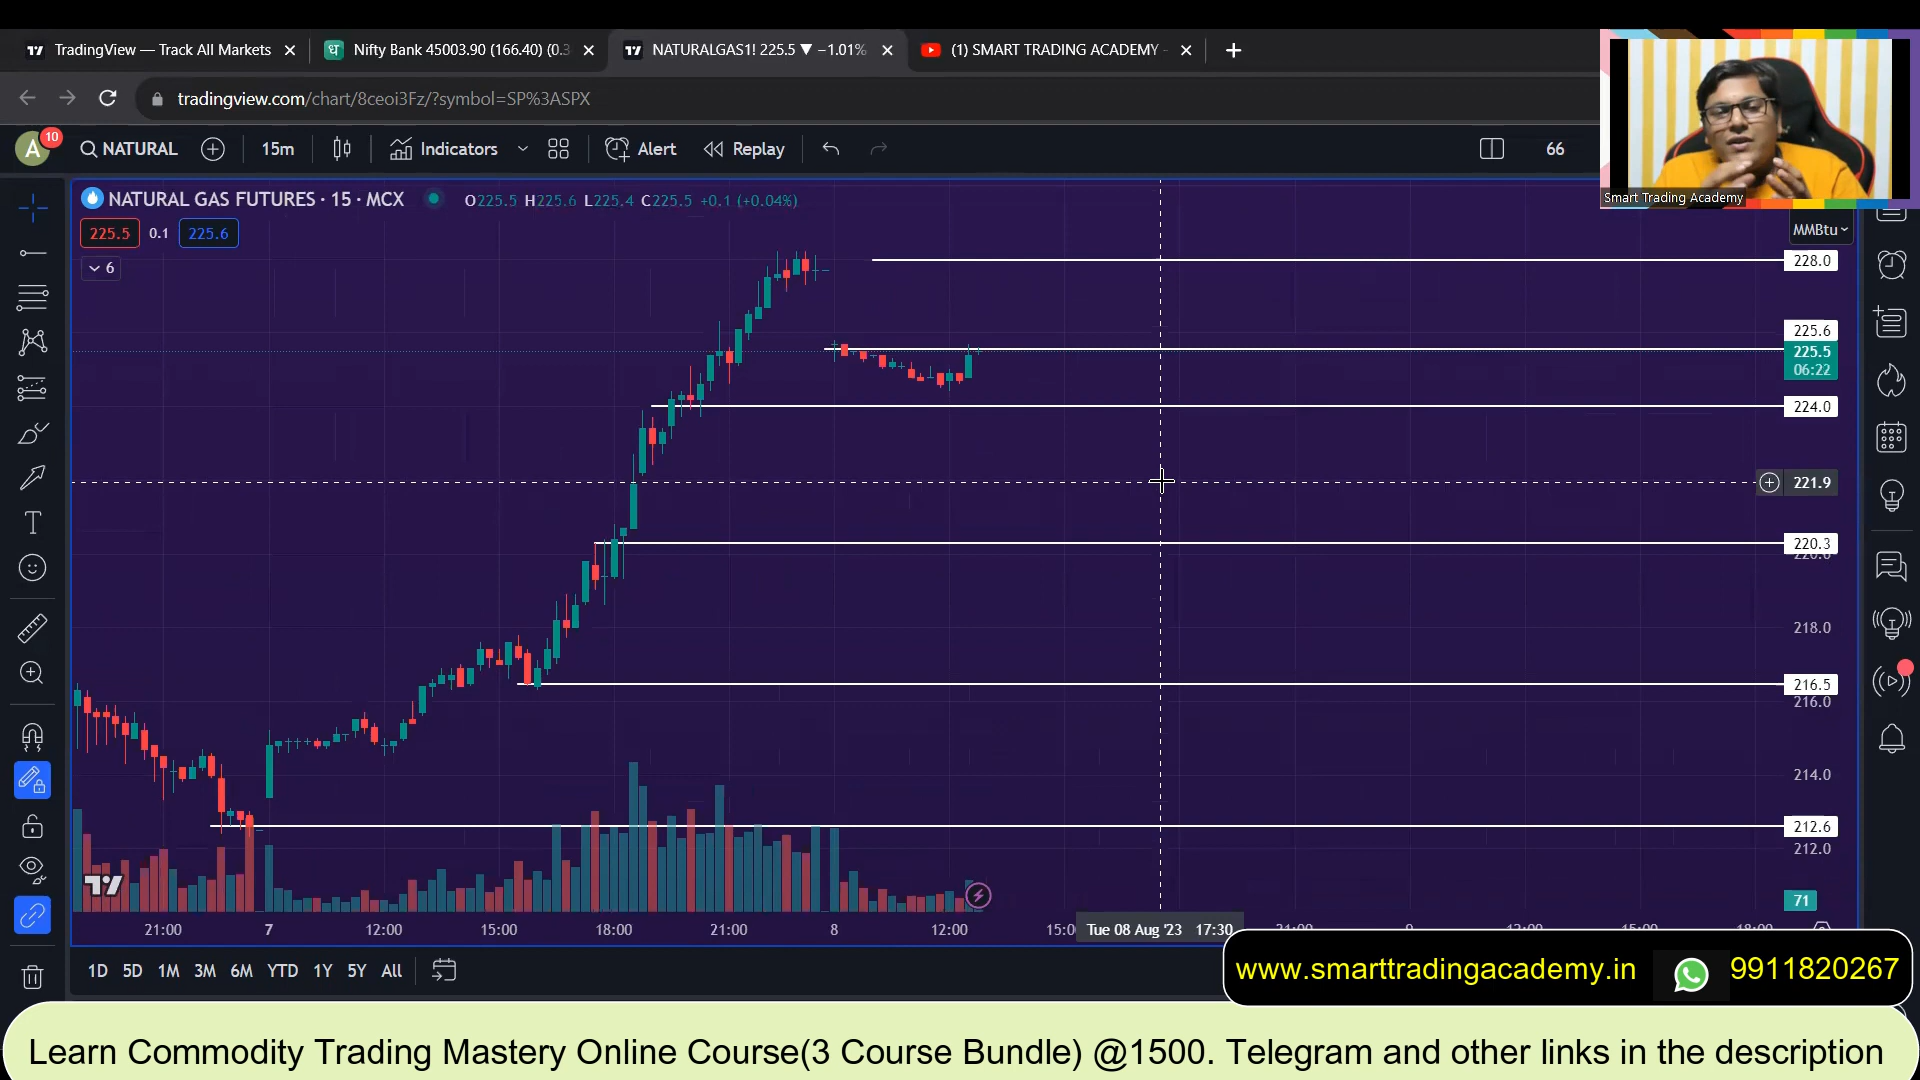 TradingView — Track All Markets
Nifty Bank 45003.90 (166.40) (0.3
NATURALGAS1! 225.5 ▼ −1.01%
(1) SMART TRADING ACADEMY -
tradingview.com/chart/8ceoi3Fz/?symbol=SP%3ASPX
Smart Trading Academy
A
10
NATURAL
15m
Indicators
Alert
Replay
66
NATURAL GAS FUTURES · 15 · MCX
O225.5 H225.6 L225.4 C225.5 +0.1 (+0.04%)
225.5
0.1
225.6
6
MMBtu
228.0
225.6
225.5
06:22
224.0
221.9
220.3
220.0
218.0
216.5
216.0
214.0
212.6
212.0
71
21:00
7
12:00
15:00
18:00
21:00
8
12:00
Tue 08 Aug '23 17:30
1D 5D 1M 3M 6M YTD 1Y 5Y All
www.smarttradingacademy.in
9911820267
Learn Commodity Trading Mastery Online Course(3 Course Bundle) @1500. Telegram and other links in the description